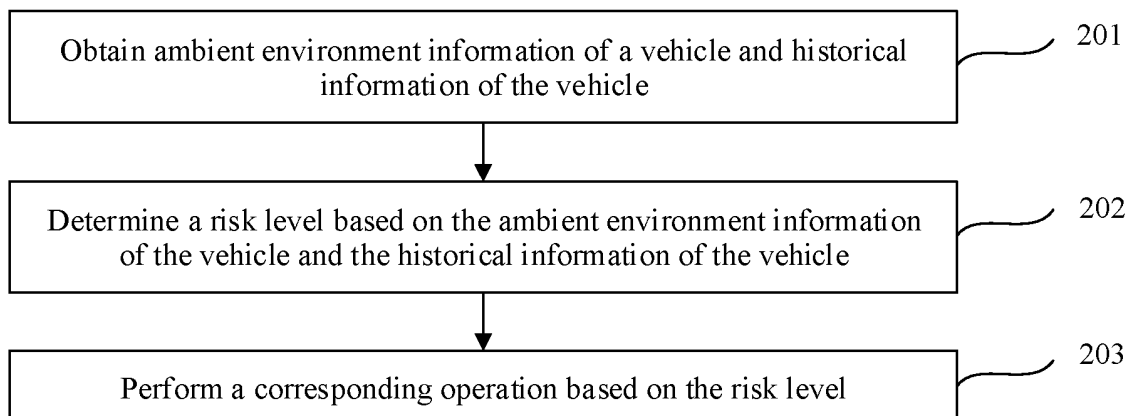 Obtain ambient environment information of a vehicle and historical
information of the vehicle
201
Determine a risk level based on the ambient environment information
of the vehicle and the historical information of the vehicle
202
Perform a corresponding operation based on the risk level
203